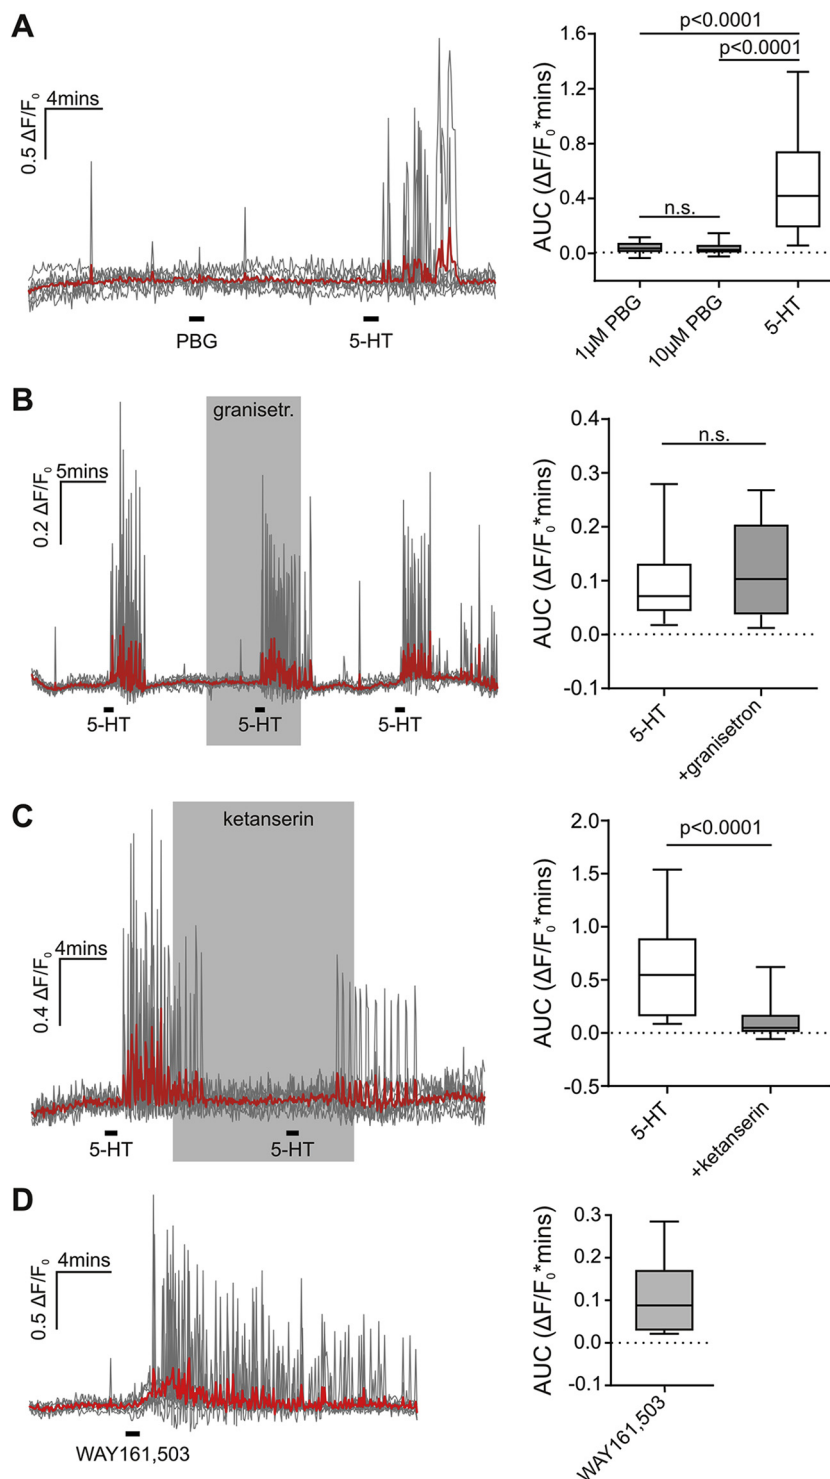 A
4mins
0.5 ΔF/F₀
PBG
5-HT
p<0.0001
p<0.0001
n.s.
AUC (ΔF/F₀*mins)
1.6
1.2
0.8
0.4
0.0
1µM PBG
10µM PBG
5-HT
B
granisetr.
5mins
0.2 ΔF/F₀
5-HT
5-HT
5-HT
n.s.
AUC (ΔF/F₀*mins)
0.4
0.3
0.2
0.1
0.0
-0.1
5-HT
+granisetron
C
ketanserin
4mins
0.4 ΔF/F₀
5-HT
5-HT
p<0.0001
AUC (ΔF/F₀*mins)
2.0
1.5
1.0
0.5
0.0
-0.5
5-HT
+ketanserin
D
4mins
0.5 ΔF/F₀
WAY161,503
AUC (ΔF/F₀*mins)
0.3
0.2
0.1
0.0
-0.1
WAY161,503